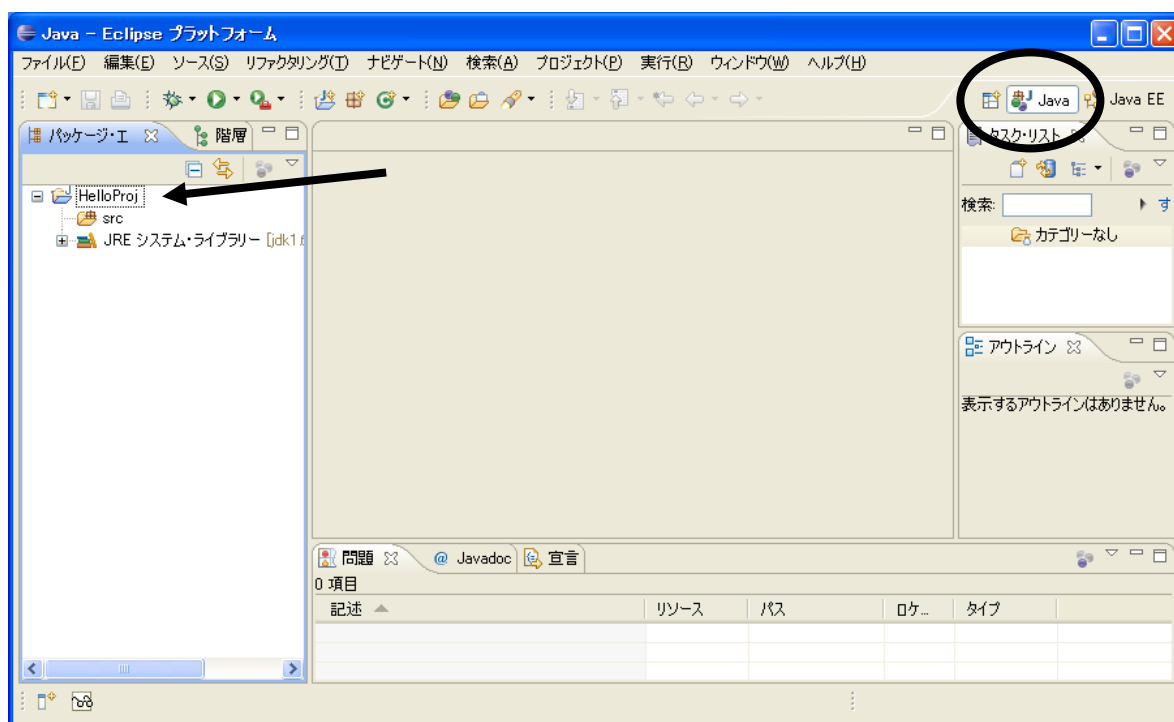 Java - Eclipse プラットフォーム
ファイル(F) 編集(E) ソース(S) リファクタリング(T) ナビゲート(N) 検索(A) プロジェクト(P) 実行(R) ウィンドウ(W) ヘルプ(H)
Java Java EE
パッケージ・エ 階層 タスク・リスト
HelloProj
検索: す
src
JRE システム・ライブラリー [jdk1.6
カテゴリーなし
アウトライン
表示するアウトラインはありません。
問題 @ Javadoc 宣言
0 項目
記述 リソース パス ロケ... タイプ